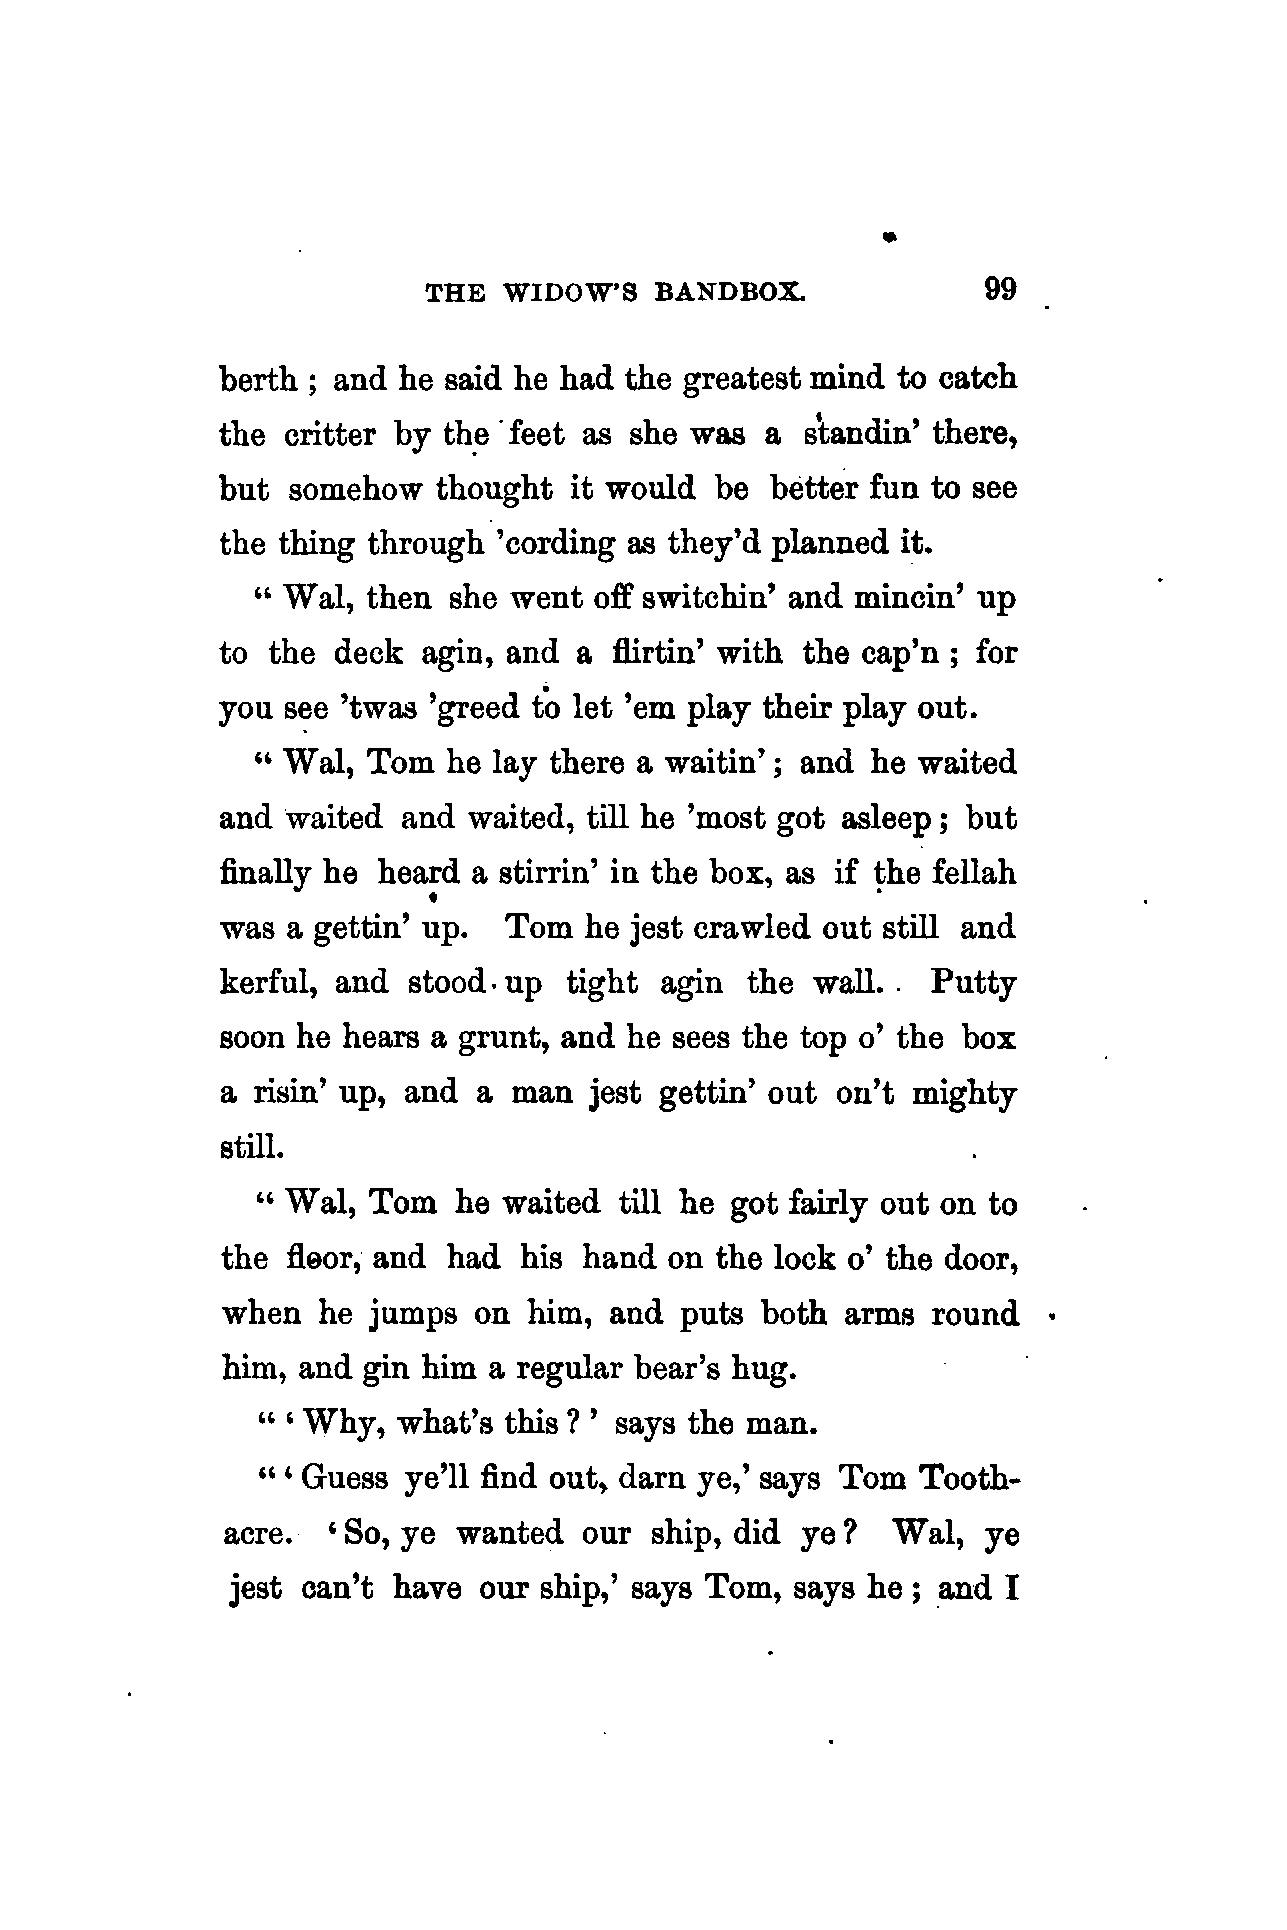 THE WIDOW'S BANDBOX. 99
berth ; and he said he had the greatest mind to catch
the critter by the feet as she was a standin' there,
but somehow thought it would be better fun to see
the thing through 'cording as they'd planned it.
“ Wal, then she went off switchin' and mincin' up
to the deck agin, and a flirtin' with the cap'n ; for
you see 'twas 'greed to let 'em play their play out.
“ Wal, Tom he lay there a waitin' ; and he waited
and waited and waited, till he 'most got asleep ; but
finally he heard a stirrin' in the box, as if the fellah
was a gettin' up. Tom he jest crawled out still and
kerful, and stood up tight agin the wall. Putty
soon he hears a grunt, and he sees the top o' the box
a risin' up, and a man jest gettin' out on't mighty
still.
“ Wal, Tom he waited till he got fairly out on to
the floor, and had his hand on the lock o' the door,
when he jumps on him, and puts both arms round
him, and gin him a regular bear's hug.
“ ‘ Why, what's this ? ’ says the man.
“ ‘ Guess ye'll find out, darn ye,’ says Tom Tooth-
acre. ‘ So, ye wanted our ship, did ye ? Wal, ye
jest can't have our ship,’ says Tom, says he ; and I